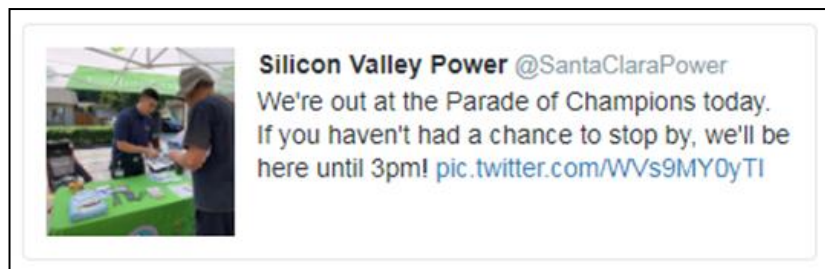 Silicon Valley Power @SantaClaraPower
We're out at the Parade of Champions today.
If you haven't had a chance to stop by, we'll be
here until 3pm! pic.twitter.com/WVs9MY0yTI